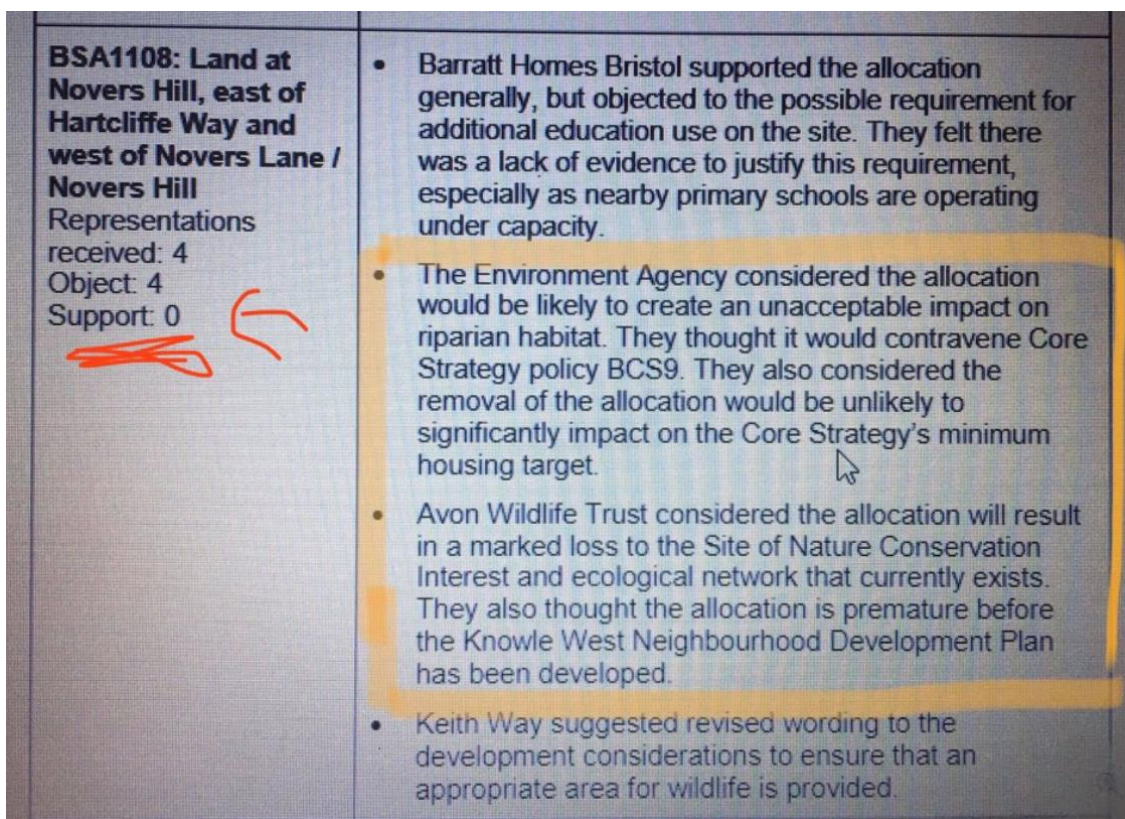 BSA1108: Land at
Novers Hill, east of
Hartcliffe Way and
west of Novers Lane /
Novers Hill
Representations
received: 4
Object: 4
Support: 0
• Barratt Homes Bristol supported the allocation
generally, but objected to the possible requirement for
additional education use on the site. They felt there
was a lack of evidence to justify this requirement,
especially as nearby primary schools are operating
under capacity.
• The Environment Agency considered the allocation
would be likely to create an unacceptable impact on
riparian habitat. They thought it would contravene Core
Strategy policy BCS9. They also considered the
removal of the allocation would be unlikely to
significantly impact on the Core Strategy's minimum
housing target.
• Avon Wildlife Trust considered the allocation will result
in a marked loss to the Site of Nature Conservation
Interest and ecological network that currently exists.
They also thought the allocation is premature before
the Knowle West Neighbourhood Development Plan
has been developed.
• Keith Way suggested revised wording to the
development considerations to ensure that an
appropriate area for wildlife is provided.